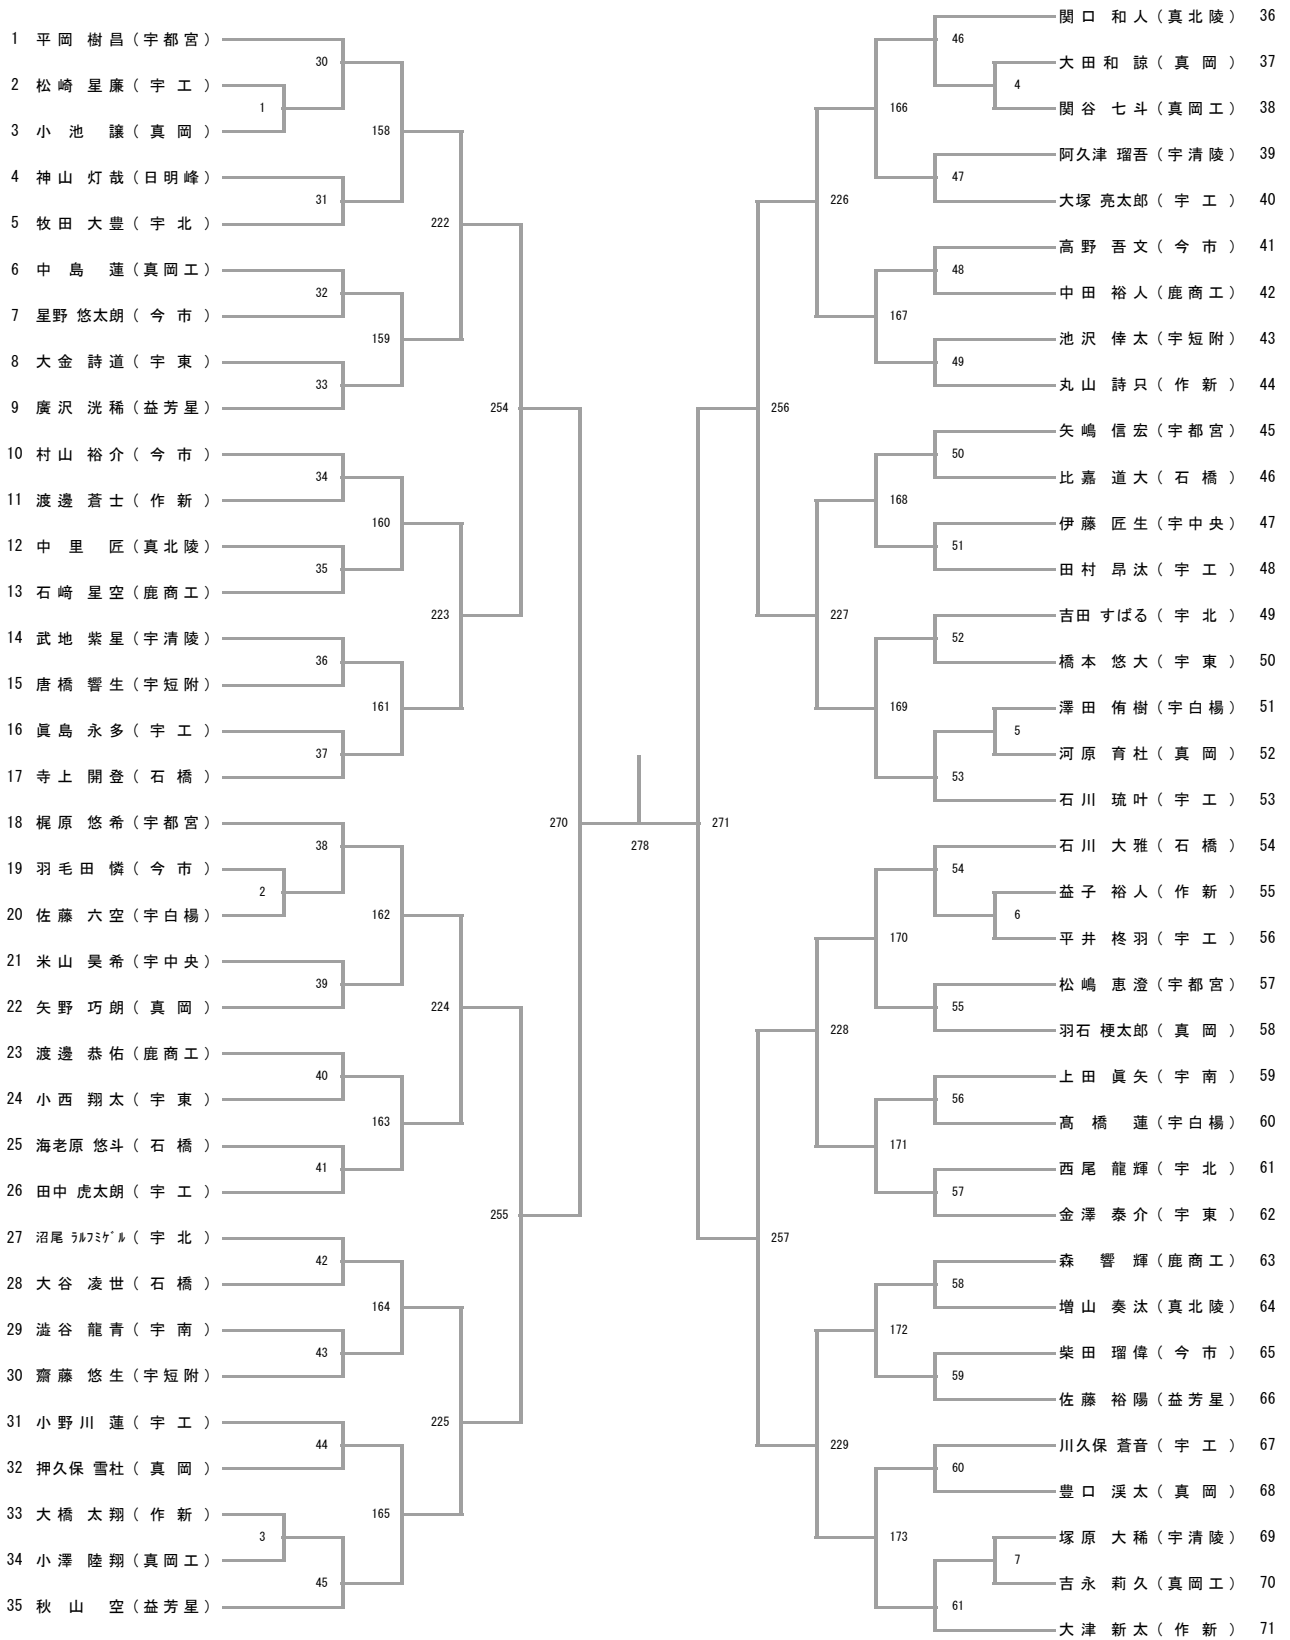 1 平岡 樹昌(宇都宮)
2 松崎 星廉(宇工)
3 小池 譲(真岡)
4 神山 灯哉(日明峰)
5 牧田 大豊(宇北)
6 中島 蓮(真岡工)
7 星野 悠太朗(今市)
8 大金 詩道(宇東)
9 廣沢 洸稀(益芳星)
10 村山 裕介(今市)
11 渡邊 蒼士(作新)
12 中里 匠(真北陵)
13 石﨑 星空(鹿商工)
14 武地 紫星(宇清陵)
15 唐橋 響生(宇短附)
16 眞島 永多(宇工)
17 寺上 開登(石橋)
18 梶原 悠希(宇都宮)
19 羽毛田 憐(今市)
20 佐藤 六空(宇白楊)
21 米山 昊希(宇中央)
22 矢野 巧朗(真岡)
23 渡邊 恭佑(鹿商工)
24 小西 翔太(宇東)
25 海老原 悠斗(石橋)
26 田中 虎太朗(宇工)
27 沼尾 ラルフミゲル(宇北)
28 大谷 凌世(石橋)
29 澁谷 龍青(宇南)
30 齋藤 悠生(宇短附)
31 小野川 蓮(宇工)
32 押久保 雪杜(真岡)
33 大橋 太翔(作新)
34 小澤 陸翔(真岡工)
35 秋山 空(益芳星)
1
2
3
30
31
32
33
34
35
36
37
38
39
40
41
42
43
44
45
158
159
160
161
162
163
164
165
222
223
224
225
254
255
270
278
271
256
257
226
227
228
229
166
167
168
169
170
171
172
173
46
47
48
49
50
51
52
53
54
55
56
57
58
59
60
61
4
5
6
7
関口 和人(真北陵) 36
大田和 諒(真岡) 37
関谷 七斗(真岡工) 38
阿久津 瑠吾(宇清陵) 39
大塚 亮太郎(宇工) 40
高野 吾文(今市) 41
中田 裕人(鹿商工) 42
池沢 倖太(宇短附) 43
丸山 詩只(作新) 44
矢嶋 信宏(宇都宮) 45
比嘉 道大(石橋) 46
伊藤 匠生(宇中央) 47
田村 昂汰(宇工) 48
吉田 すばる(宇北) 49
橋本 悠大(宇東) 50
澤田 侑樹(宇白楊) 51
河原 育杜(真岡) 52
石川 琉叶(宇工) 53
石川 大雅(石橋) 54
益子 裕人(作新) 55
平井 柊羽(宇工) 56
松嶋 恵澄(宇都宮) 57
羽石 梗太郎(真岡) 58
上田 眞矢(宇南) 59
髙橋 蓮(宇白楊) 60
西尾 龍輝(宇北) 61
金澤 泰介(宇東) 62
森 響輝(鹿商工) 63
増山 奏汰(真北陵) 64
柴田 瑠偉(今市) 65
佐藤 裕陽(益芳星) 66
川久保 蒼音(宇工) 67
豊口 渓太(真岡) 68
塚原 大稀(宇清陵) 69
吉永 莉久(真岡工) 70
大津 新太(作新) 71